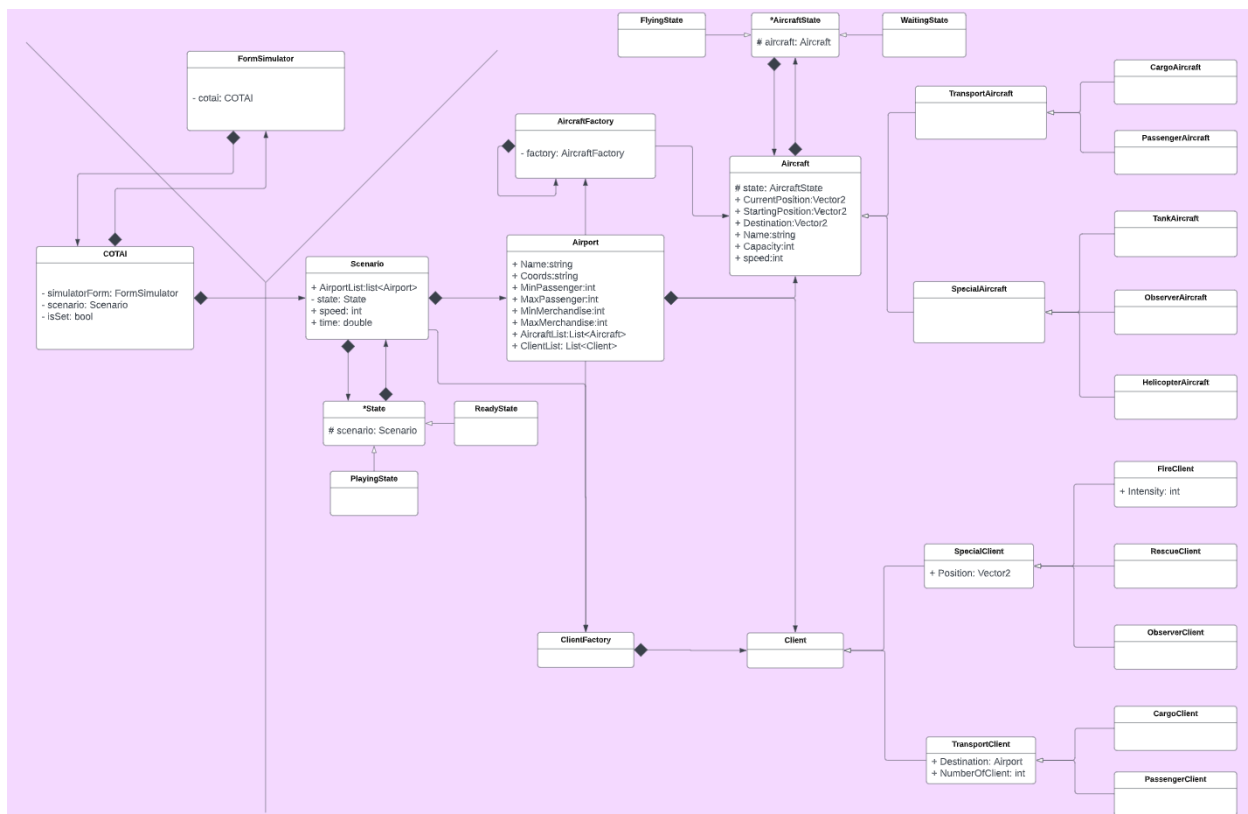 FlyingState
*AircraftState
# aircraft: Aircraft
WaitingState
FormSimulator
- cotai: COTAI
CargoAircraft
TransportAircraft
PassengerAircraft
AircraftFactory
- factory: AircraftFactory
Aircraft
# state: AircraftState
+ CurrentPosition:Vector2
+ StartingPosition:Vector2
+ Destination:Vector2
+ Name:string
+ Capacity:int
+ speed:int
TankAircraft
SpecialAircraft
ObserverAircraft
HelicopterAircraft
COTAI
- simulatorForm: FormSimulator
- scenario: Scenario
- isSet: bool
Scenario
+ AirportList:list<Airport>
- state: State
+ speed: int
+ time: double
Airport
+ Name:string
+ Coords:string
+ MinPassenger:int
+ MaxPassenger:int
+ MinMerchandise:int
+ MaxMerchandise:int
+ AircraftList:List<Aircraft>
+ ClientList: List<Client>
*State
# scenario: Scenario
ReadyState
PlayingState
FireClient
+ Intensity: int
SpecialClient
+ Position: Vector2
RescueClient
ObserverClient
ClientFactory
Client
CargoClient
TransportClient
+ Destination: Airport
+ NumberOfClient: int
PassengerClient